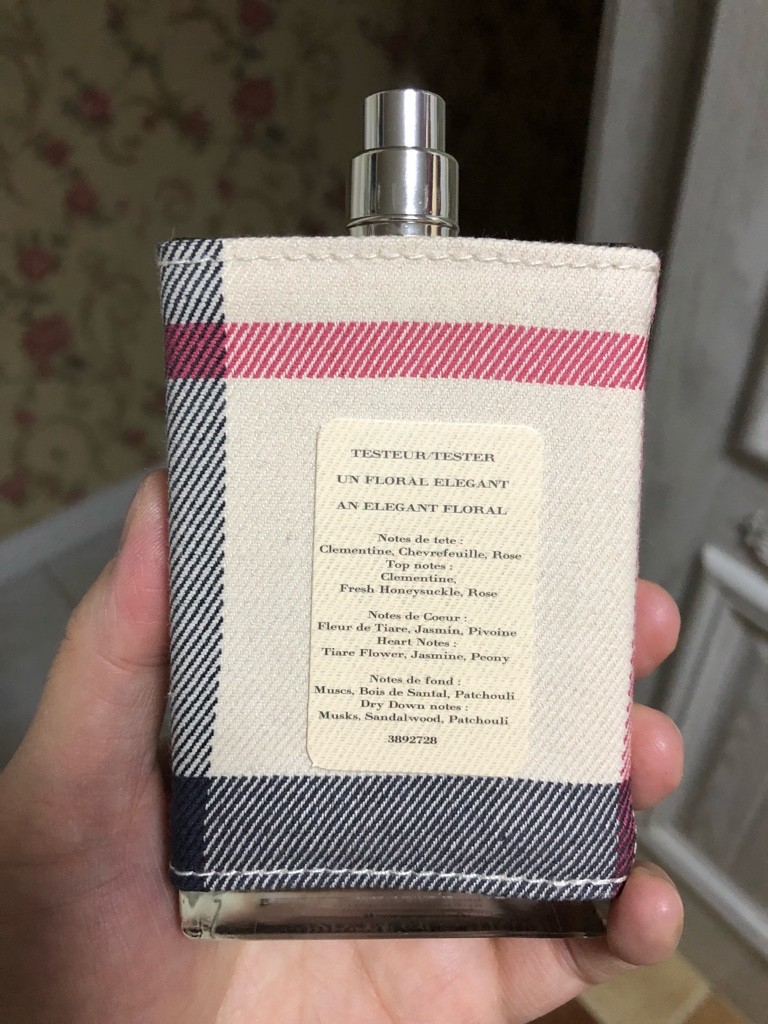 TESTEUR/TESTER
UN FLORAL ELEGANT
AN ELEGANT FLORAL
Notes de tete :
Clementine, Chevrefeuille, Rose
Top notes :
Clementine,
Fresh Honeysuckle, Rose
Notes de Coeur :
Fleur de Tiare, Jasmin, Pivoine
Heart Notes :
Tiare Flower, Jasmine, Peony
Notes de fond :
Muscs, Bois de Santal, Patchouli
Dry Down notes :
Musks, Sandalwood, Patchouli
3892728